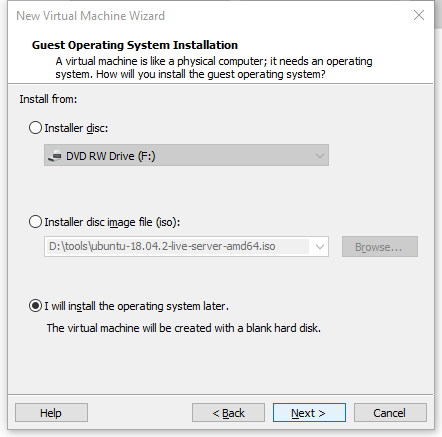 New Virtual Machine Wizard
Guest Operating System Installation
A virtual machine is like a physical computer; it needs an operating
system. How will you install the guest operating system?
Install from:
Installer disc:
DVD RW Drive (F:)
Installer disc image file (iso):
D:\tools\ubuntu-18.04.2-live-server-amd64.iso
Browse...
I will install the operating system later.
The virtual machine will be created with a blank hard disk.
Help
< Back
Next >
Cancel